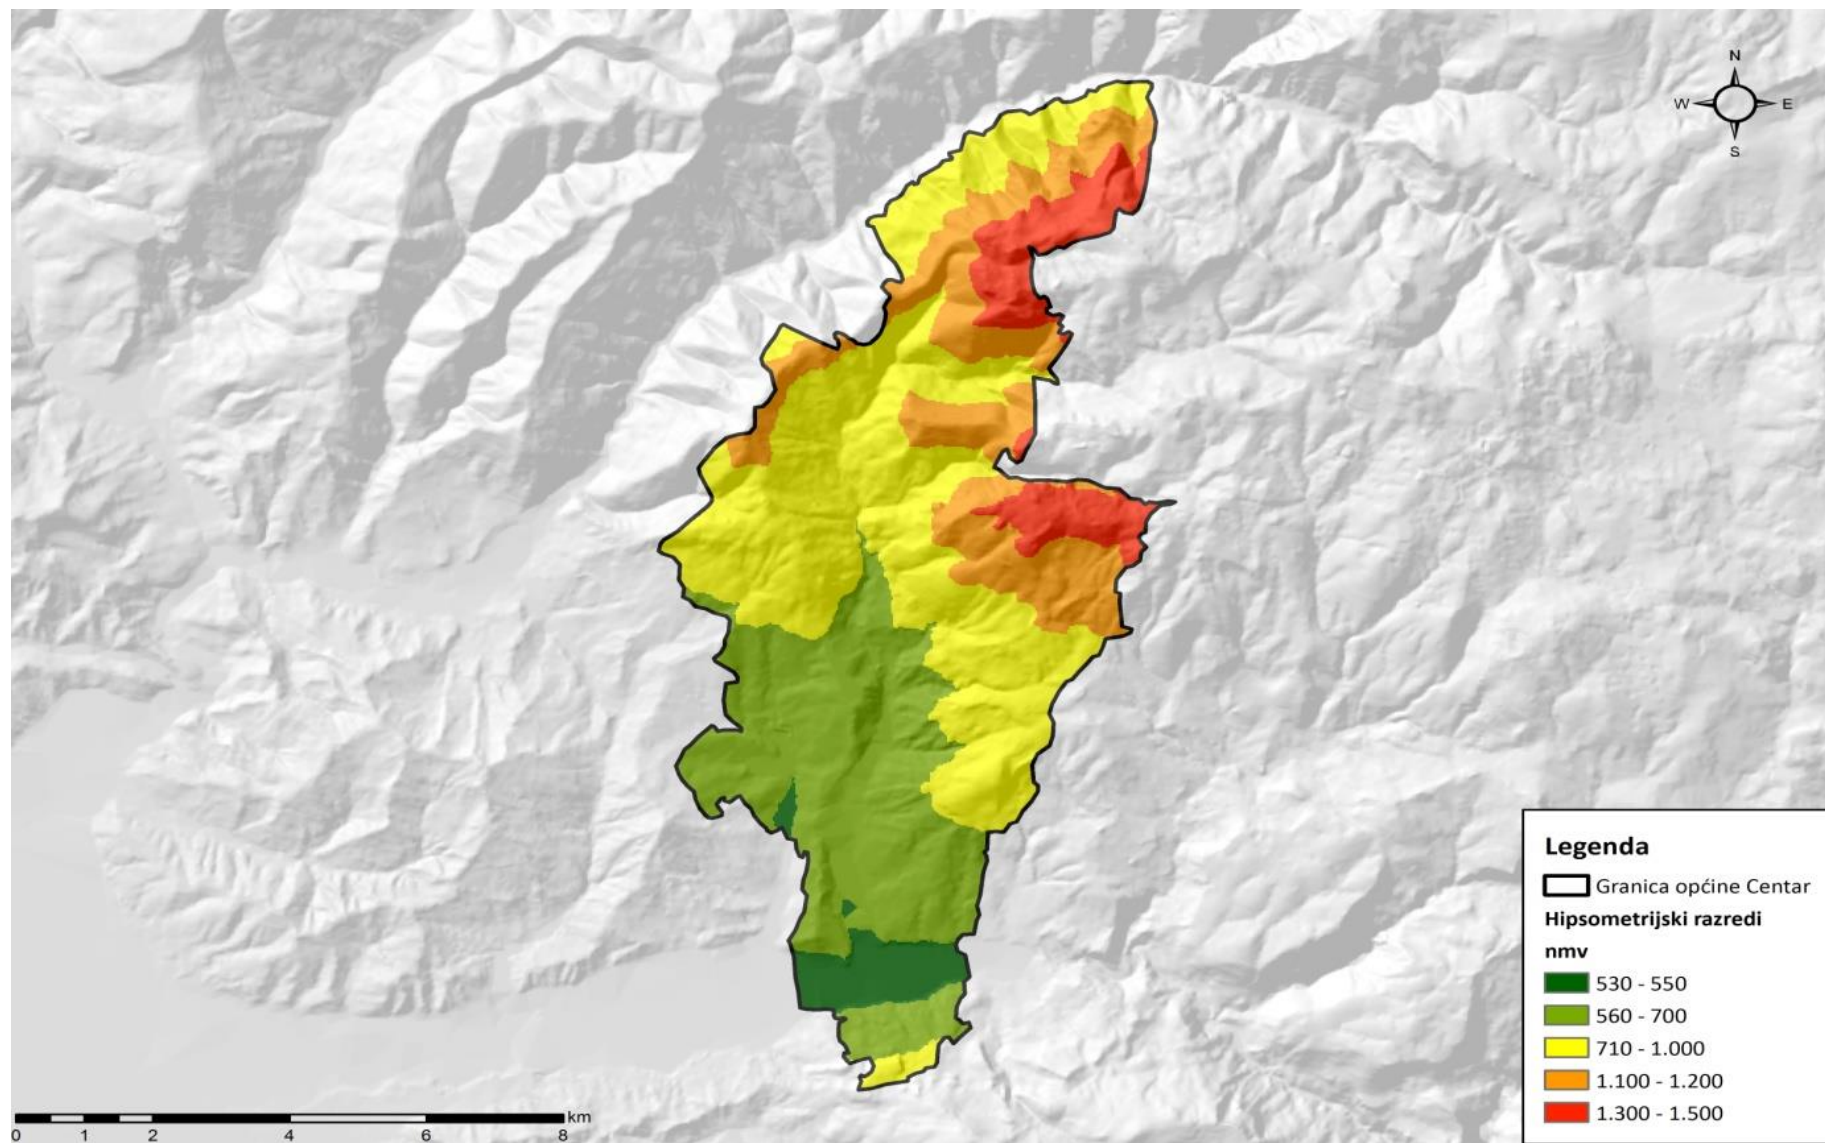 N
W E
S
Legenda
Granica općine Centar
Hipsometrijski razredi
nmv
530 - 550
560 - 700
710 - 1.000
1.100 - 1.200
1.300 - 1.500
km
0 1 2 4 6 8